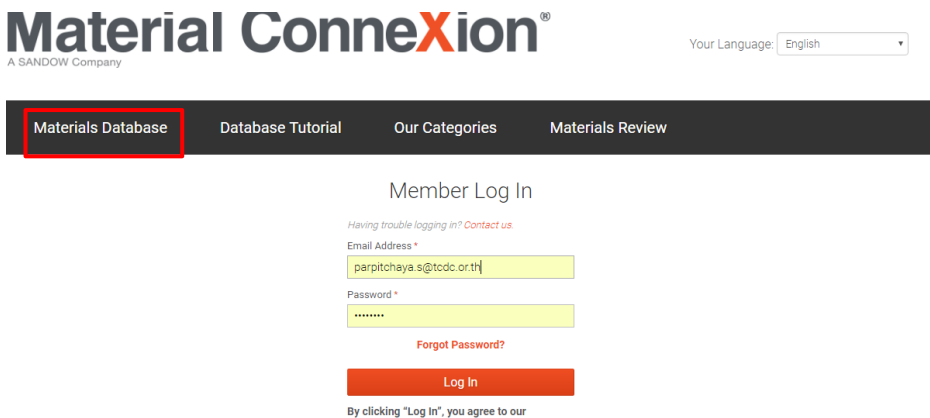 Material ConneXion®
A SANDOW Company
Your Language: English
Materials Database Database Tutorial Our Categories Materials Review
Member Log In
Having trouble logging in? Contact us.
Email Address *
parpitchaya.s@tcdc.or.th
Password *
••••••••
Forgot Password?
Log In
By clicking “Log In”, you agree to our